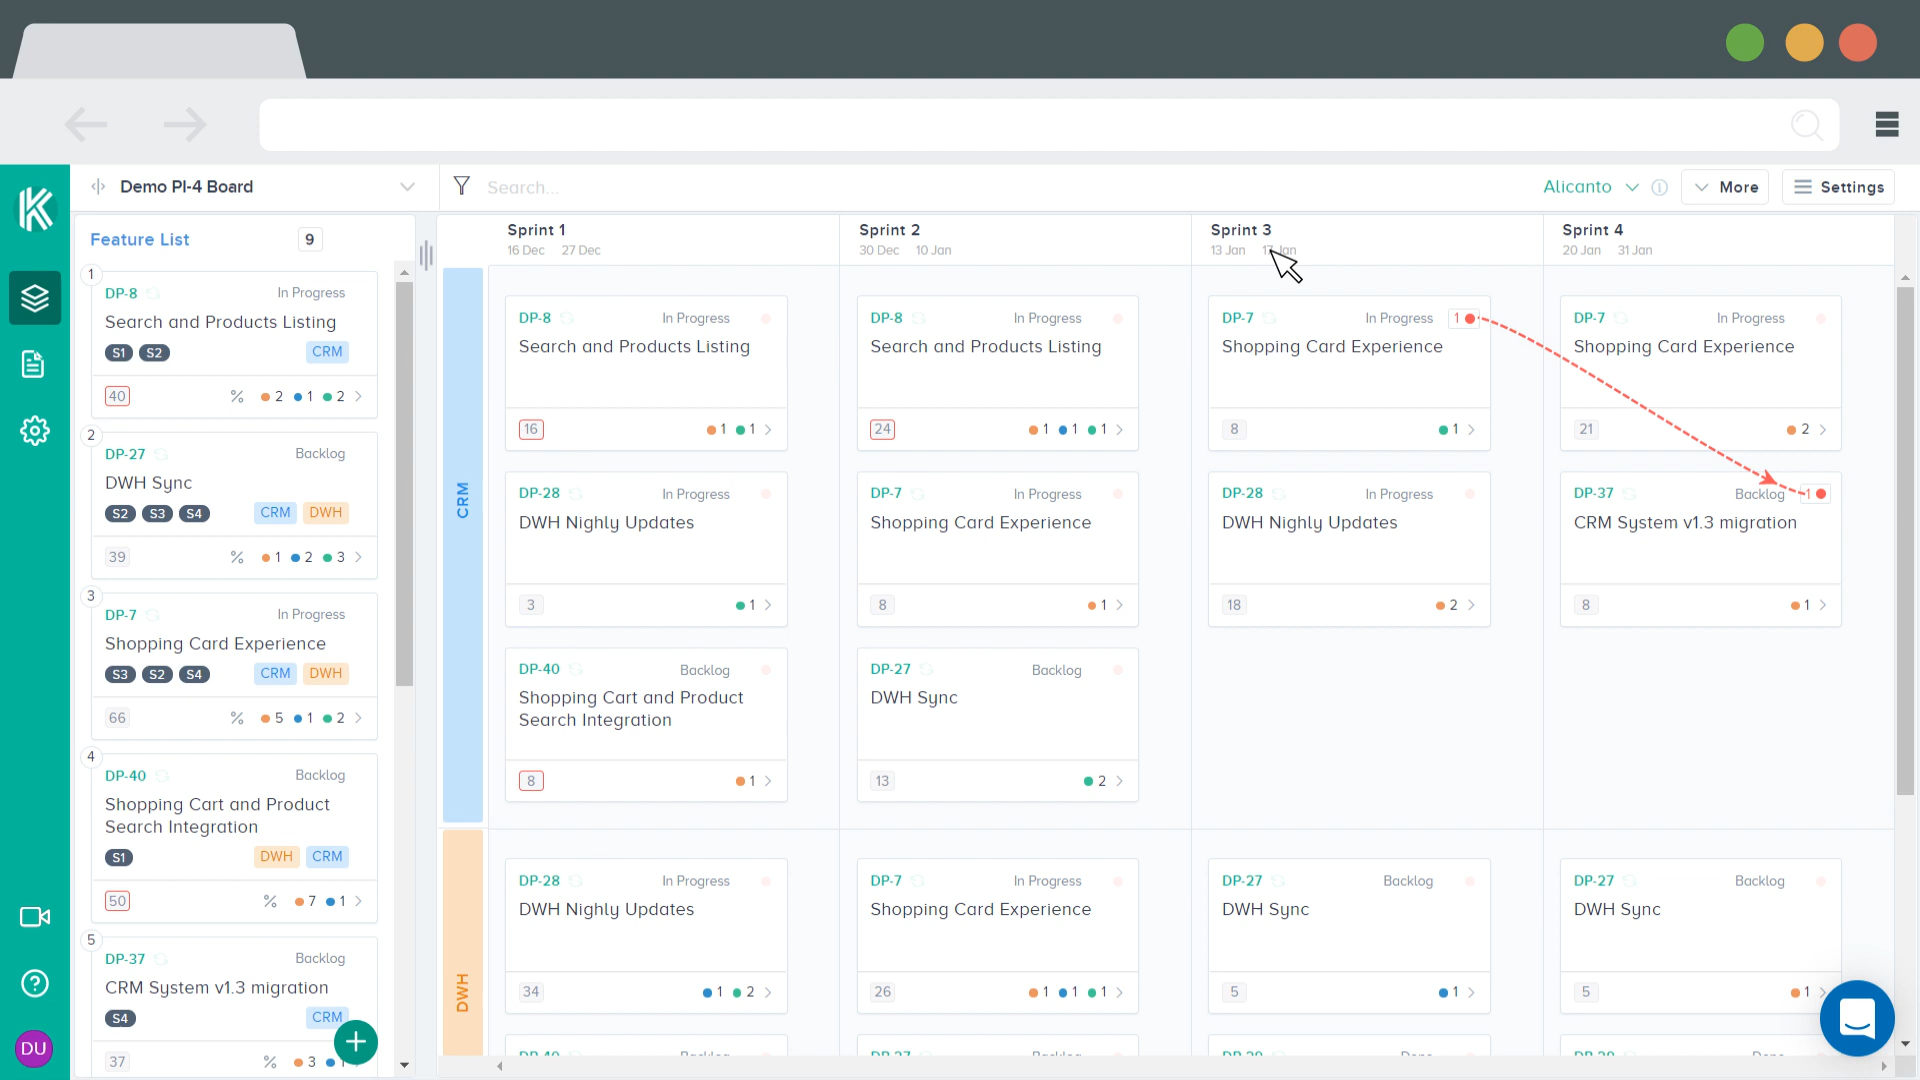 Demo PI-4 Board
Search...
Alicanto
More
Settings
Feature List
9
Sprint 1
16 Dec 27 Dec
Sprint 2
30 Dec 10 Jan
Sprint 3
13 Jan 17 Jan
Sprint 4
20 Jan 31 Jan
1
DP-8
In Progress
Search and Products Listing
S1 S2
CRM
40
% 2 1 2
2
DP-27
Backlog
DWH Sync
S2 S3 S4
CRM DWH
39
% 1 2 3
3
DP-7
In Progress
Shopping Card Experience
S3 S2 S4
CRM DWH
66
% 5 1 2
4
DP-40
Backlog
Shopping Cart and Product
Search Integration
S1
DWH CRM
50
% 7 1
5
DP-37
Backlog
CRM System v1.3 migration
S4
CRM
37
% 3 1
CRM
DP-8 In Progress
Search and Products Listing
16 1 1
DP-8 In Progress
Search and Products Listing
24 1 1 1
DP-7 In Progress 1
Shopping Card Experience
8 1
DP-7 In Progress
Shopping Card Experience
21 2
DP-28 In Progress
DWH Nighly Updates
3 1
DP-7 In Progress
Shopping Card Experience
8 1
DP-28 In Progress
DWH Nighly Updates
18 2
DP-37 Backlog 1
CRM System v1.3 migration
8 1
DP-40 Backlog
Shopping Cart and Product
Search Integration
8 1
DP-27 Backlog
DWH Sync
13 2
DWH
DP-28 In Progress
DWH Nighly Updates
34 1 2
DP-7 In Progress
Shopping Card Experience
26 1 1 1
DP-27 Backlog
DWH Sync
5 1
DP-27 Backlog
DWH Sync
5 1
DP-40 Backlog
DP-27 Backlog
Done
Done
DU